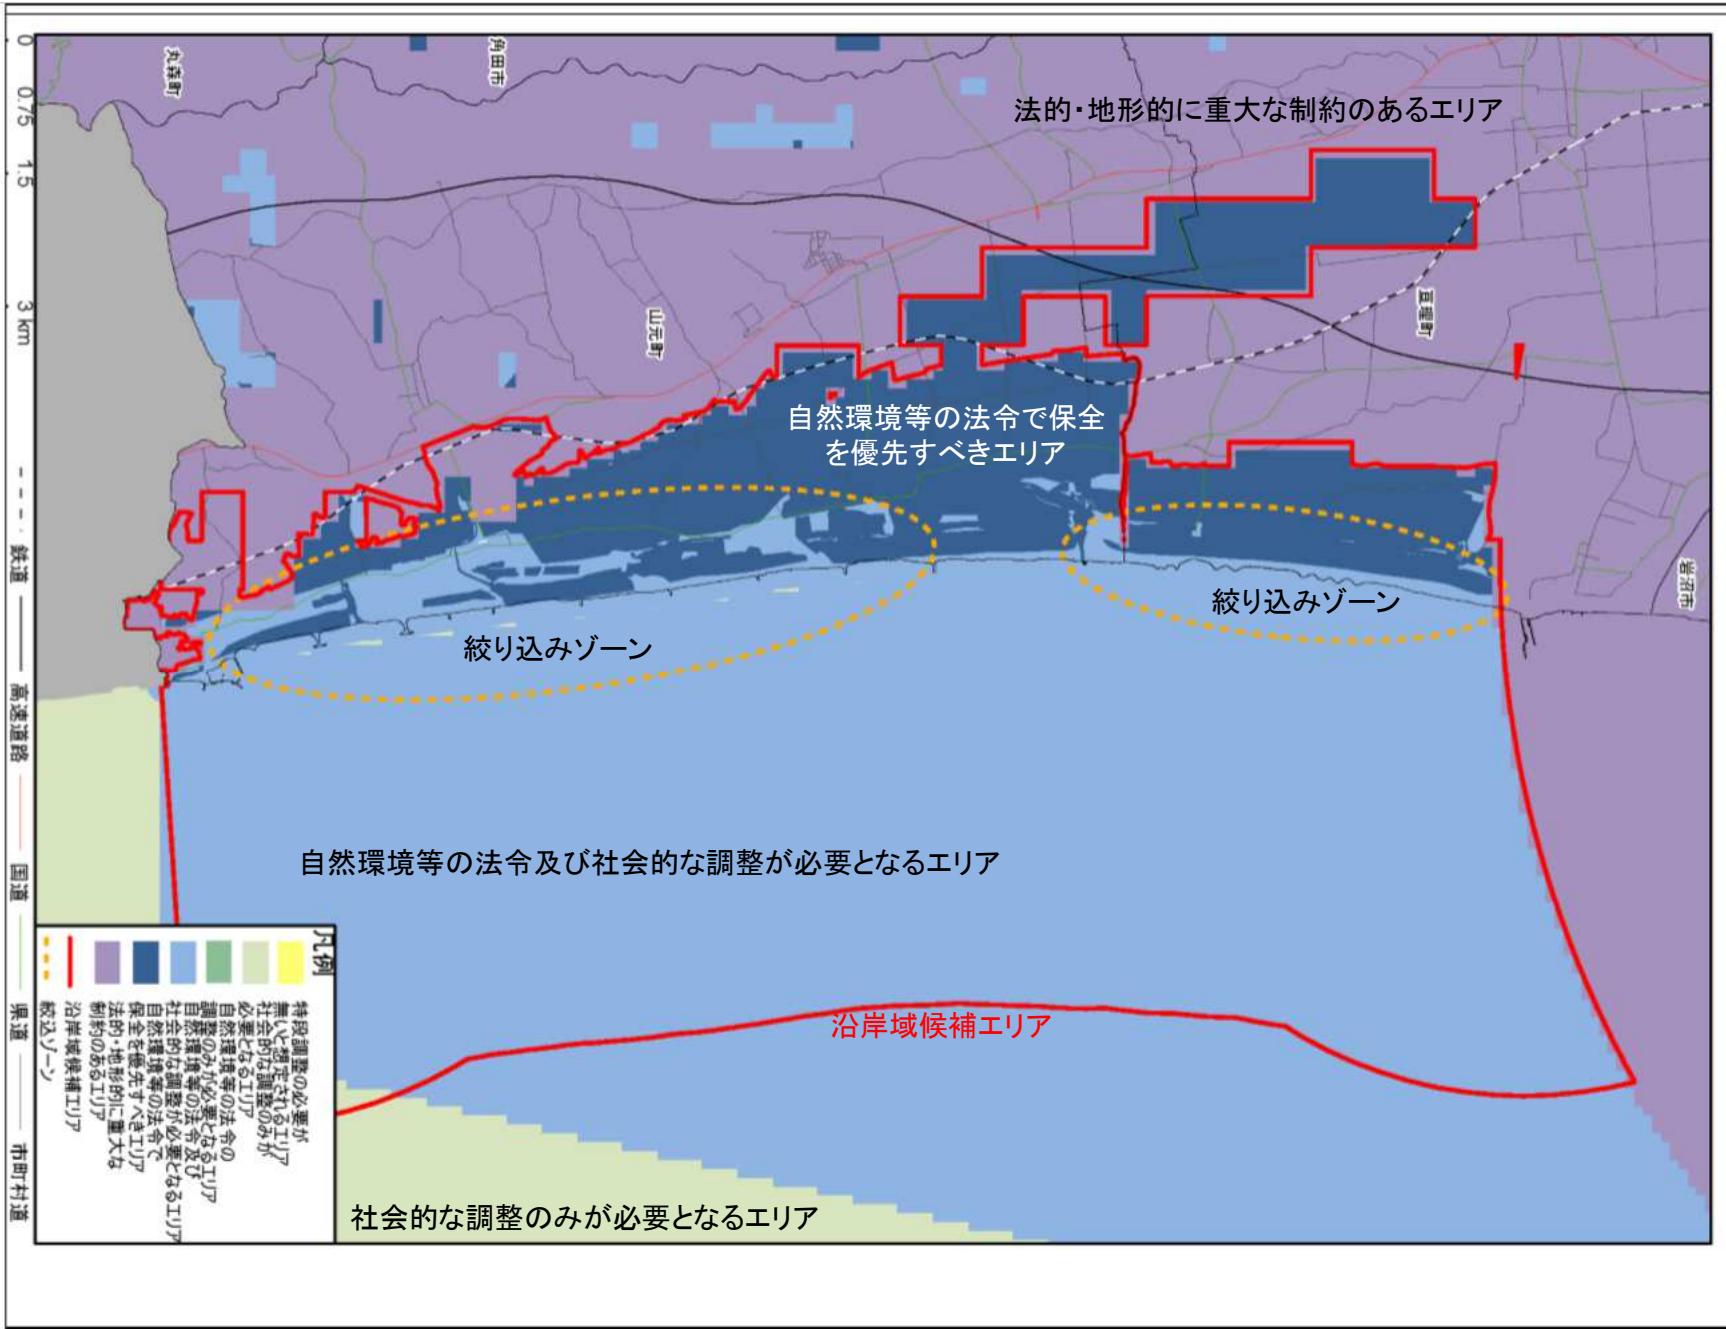 丸森町
角田市
法的・地形的に重大な制約のあるエリア
亘理町
山元町
自然環境等の法令で保全
を優先すべきエリア
岩沼市
絞り込みゾーン
絞り込みゾーン
自然環境等の法令及び社会的な調整が必要となるエリア
沿岸域候補エリア
社会的な調整のみが必要となるエリア
凡例
特段調整の必要が
無いと想定されるエリア
社会的な調整のみが
必要となるエリア
自然環境等の法令の
調整のみが必要となるエリア
自然環境等の法令及び
社会的な調整が必要となるエリア
自然環境等の法令で
保全を優先すべきエリア
法的・地形的に重大な
制約のあるエリア
沿岸域候補エリア
絞込ゾーン
0 0.75 1.5 3 km
鉄道 高速道路 国道 県道 市町村道